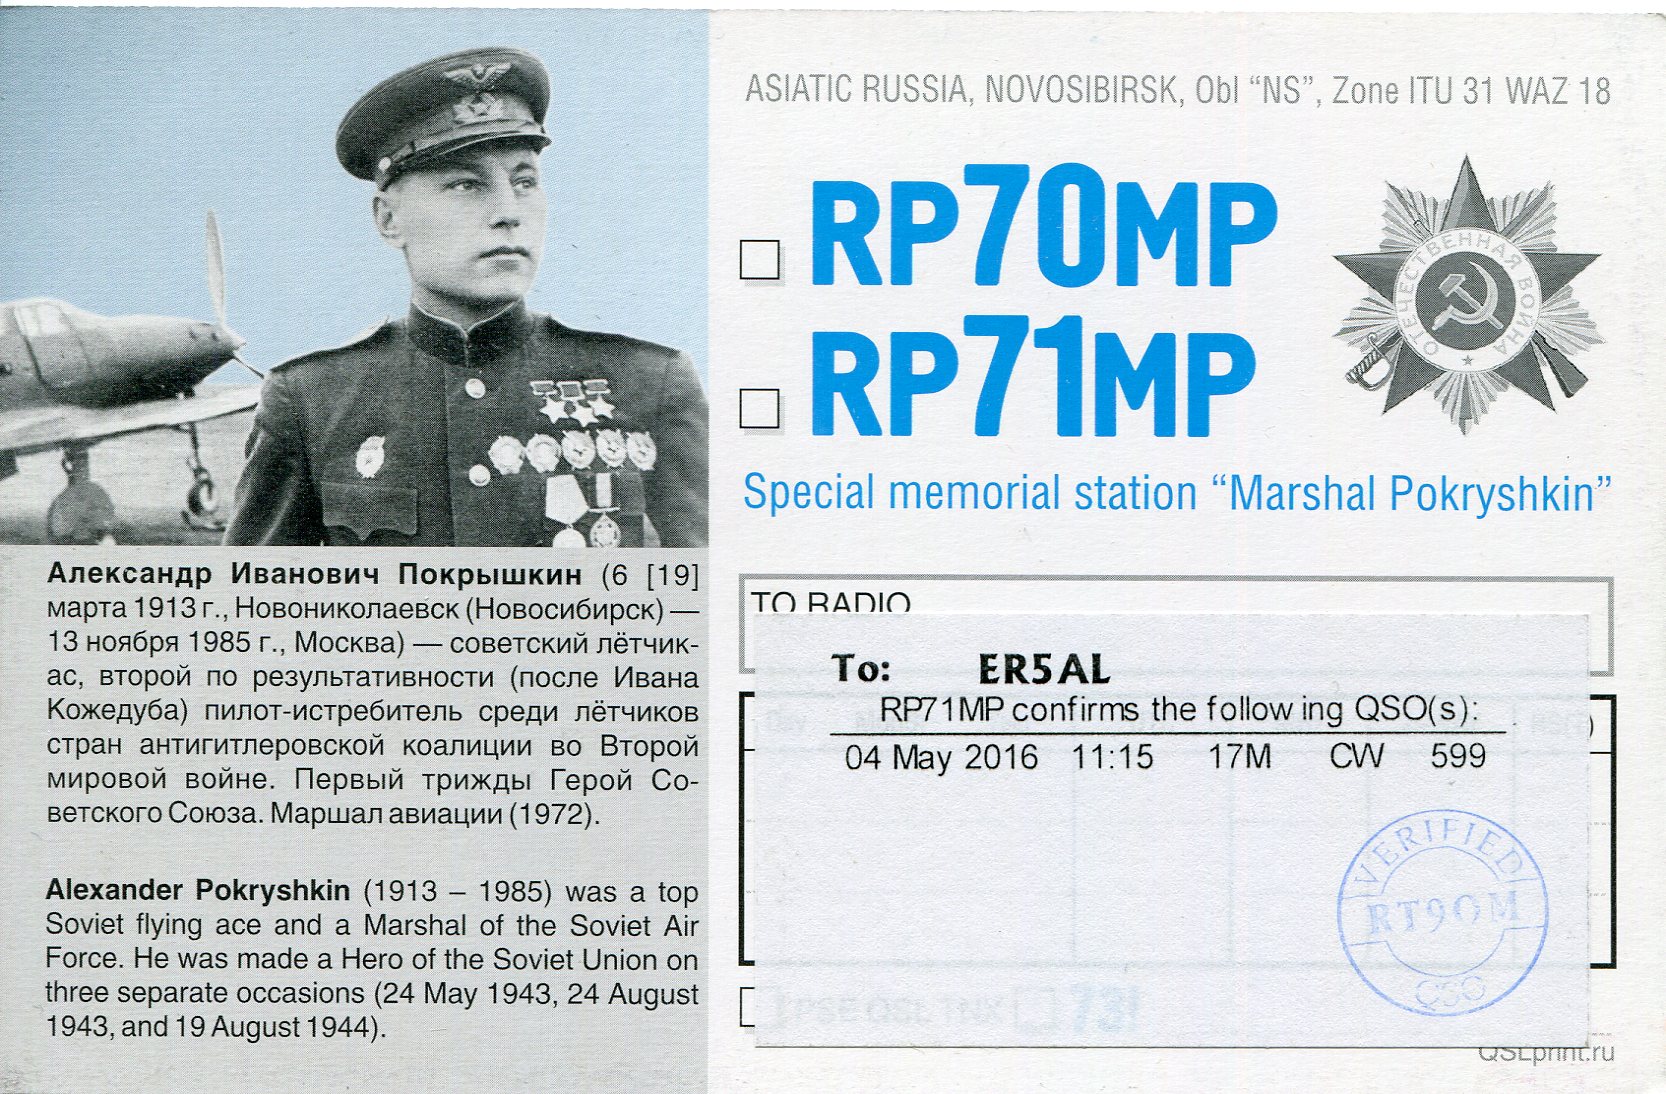 ASIATIC RUSSIA, NOVOSIBIRSK, Obl “NS”, Zone ITU 31 WAZ 18
RP70MP
RP71MP
ОТЕЧЕСТВЕННАЯ ВОЙНА
Special memorial station “Marshal Pokryshkin”
Александр Иванович Покрышкин (6 [19]
марта 1913 г., Новониколаевск (Новосибирск) —
13 ноября 1985 г., Москва) — советский лётчик-
ас, второй по результативности (после Ивана
Кожедуба) пилот-истребитель среди лётчиков
стран антигитлеровской коалиции во Второй
мировой войне. Первый трижды Герой Со-
ветского Союза. Маршал авиации (1972).
Alexander Pokryshkin (1913 – 1985) was a top
Soviet flying ace and a Marshal of the Soviet Air
Force. He was made a Hero of the Soviet Union on
three separate occasions (24 May 1943, 24 August
1943, and 19 August 1944).
TO RADIO
To: ER5AL
RP71MP confirms the following QSO(s):
04 May 2016 11:15 17M CW 599
VERIFIED
RT9OM
QSO
PSE QSL TNX 73!
QSLprint.ru